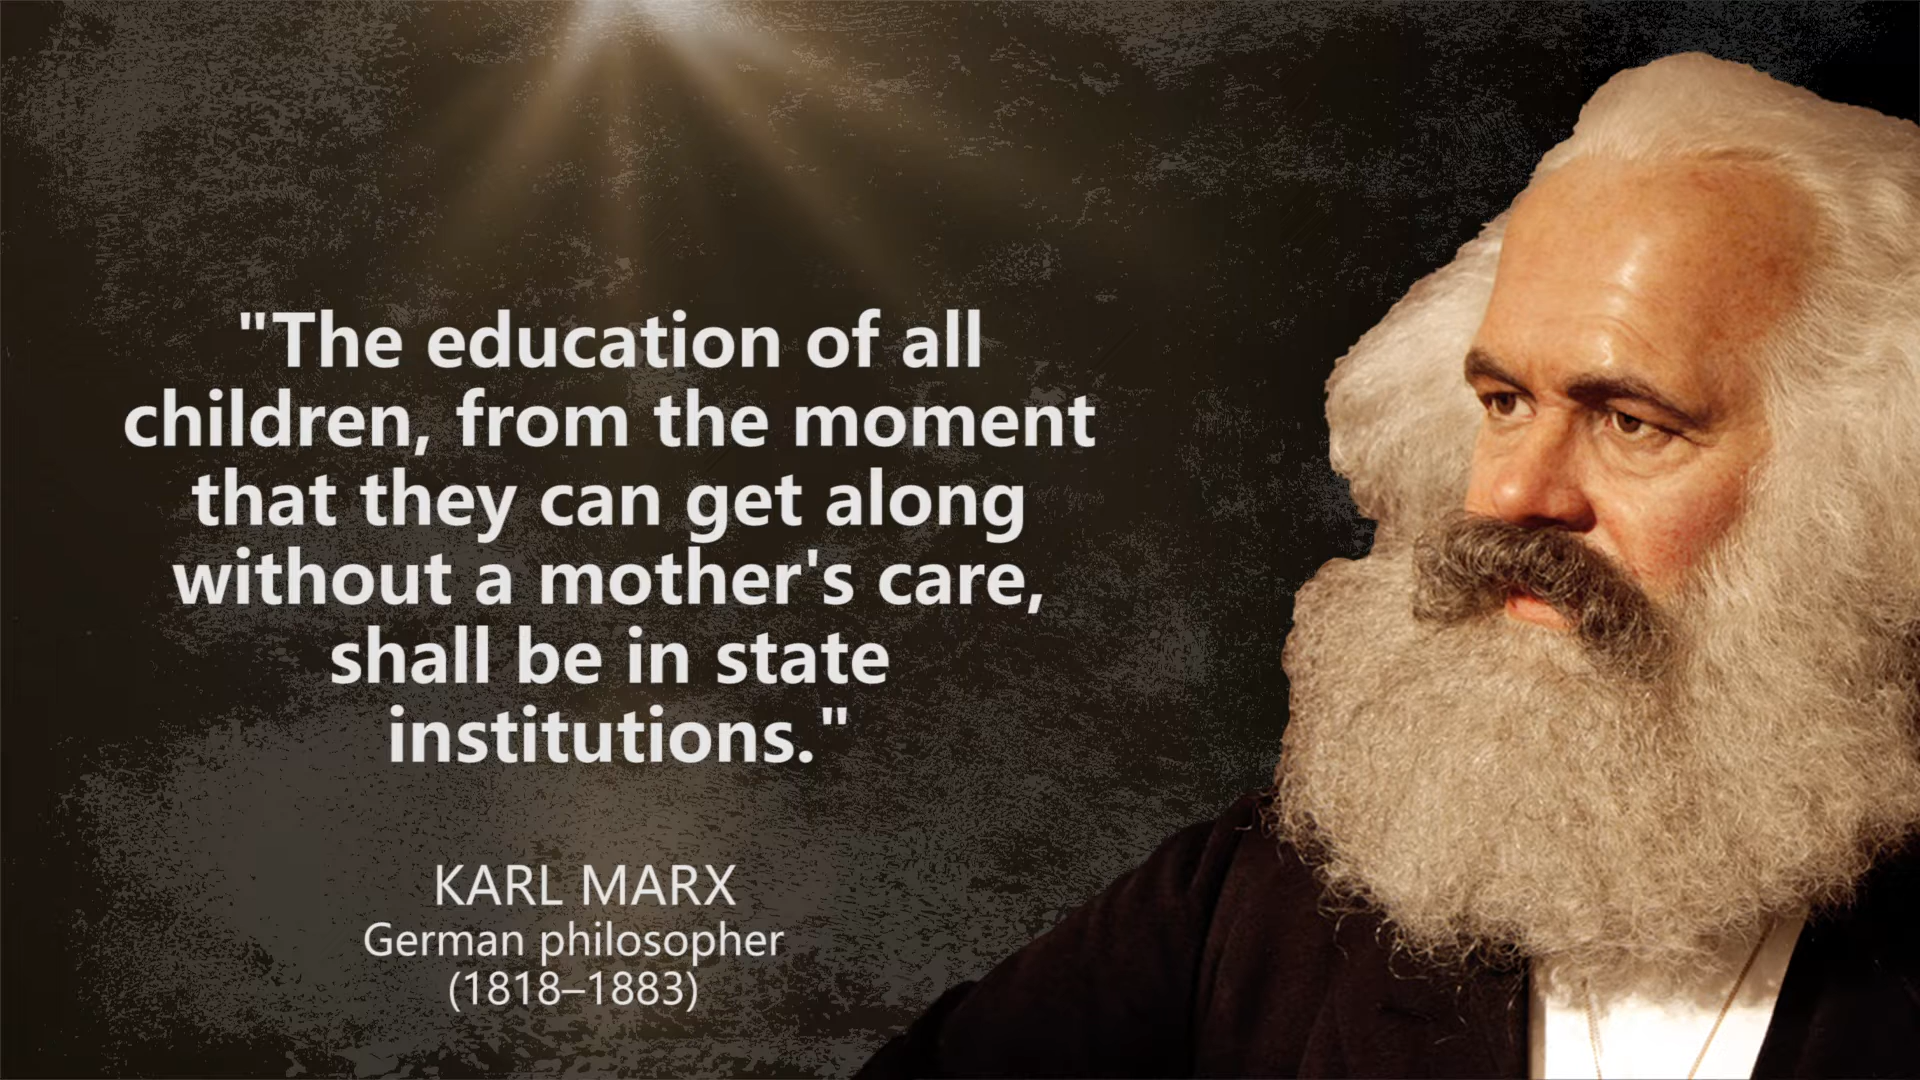 "The education of all
children, from the moment
that they can get along
without a mother's care,
shall be in state
institutions."
KARL MARX
German philosopher
(1818–1883)